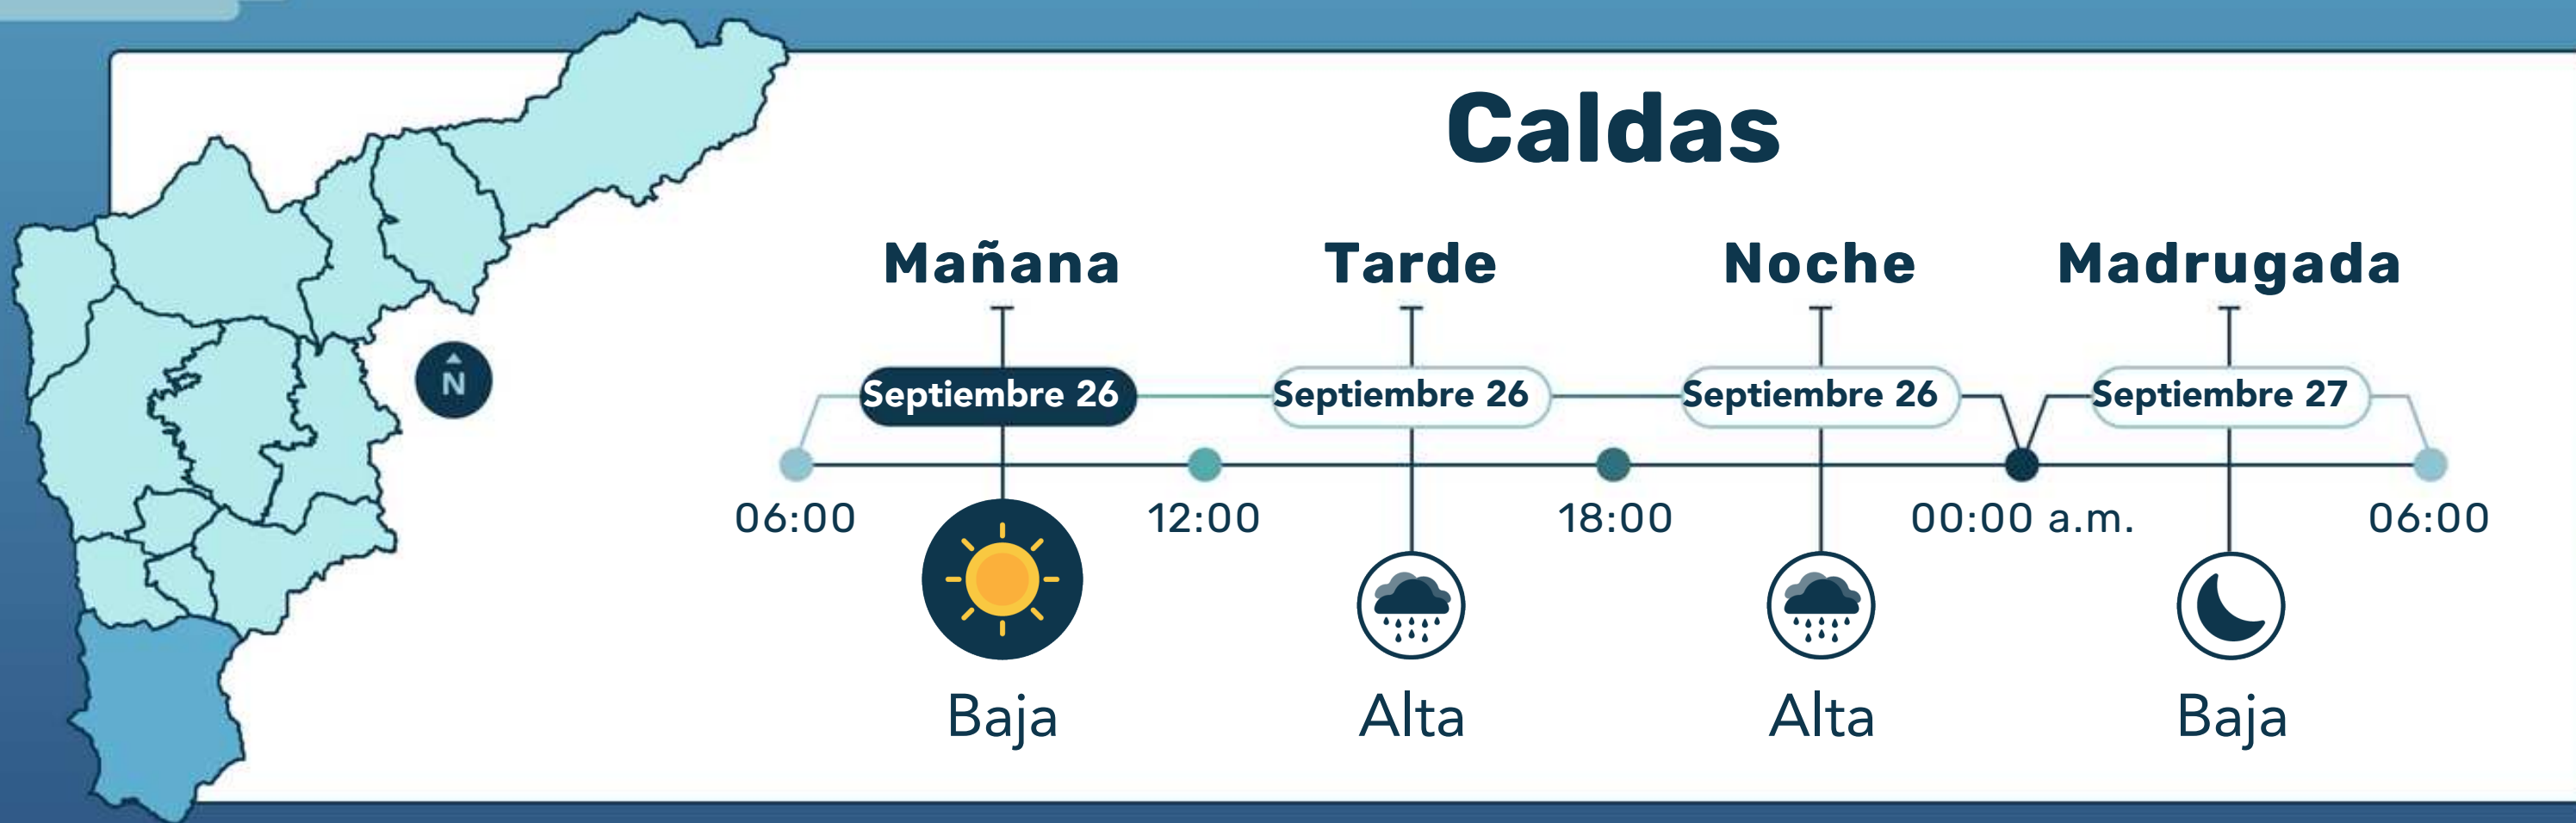 Caldas
Mañana Tarde Noche Madrugada
N
Septiembre 26 Septiembre 26 Septiembre 26 Septiembre 27
06:00 12:00 18:00 00:00 a.m. 06:00
Baja Alta Alta Baja